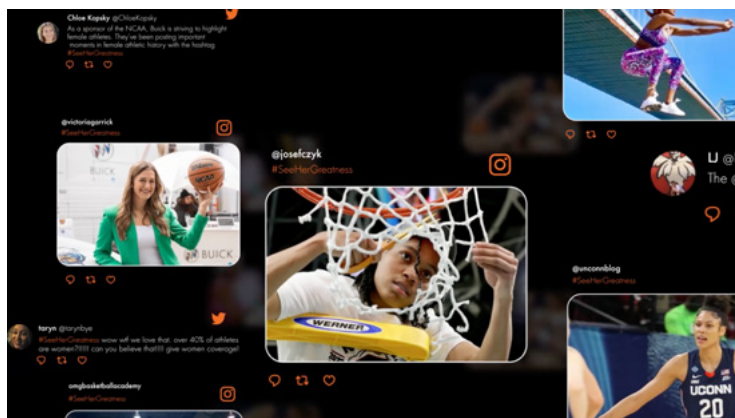 Chloe Kopsky @ChloeKopsky
As a sponsor of the NCAA, Buick is striving to highlight
female athletes. They've been posting important
moments in female athletic history with the hashtag
#SeeHerGreatness
@victoriagarrick
#SeeHerGreatness
BUICK
BUICK
@josefczyk
#SeeHerGreatness
WERNER
LJ @
The
@unconnblog
#SeeHerGreatness
UCONN
20
taryn @tarynbye
#SeeHerGreatness wow wtf we love that. over 40% of athletes
are women?!!!! can you believe that!!! give women coverage!
omgbasketballacademy
#SeeHerGreatness